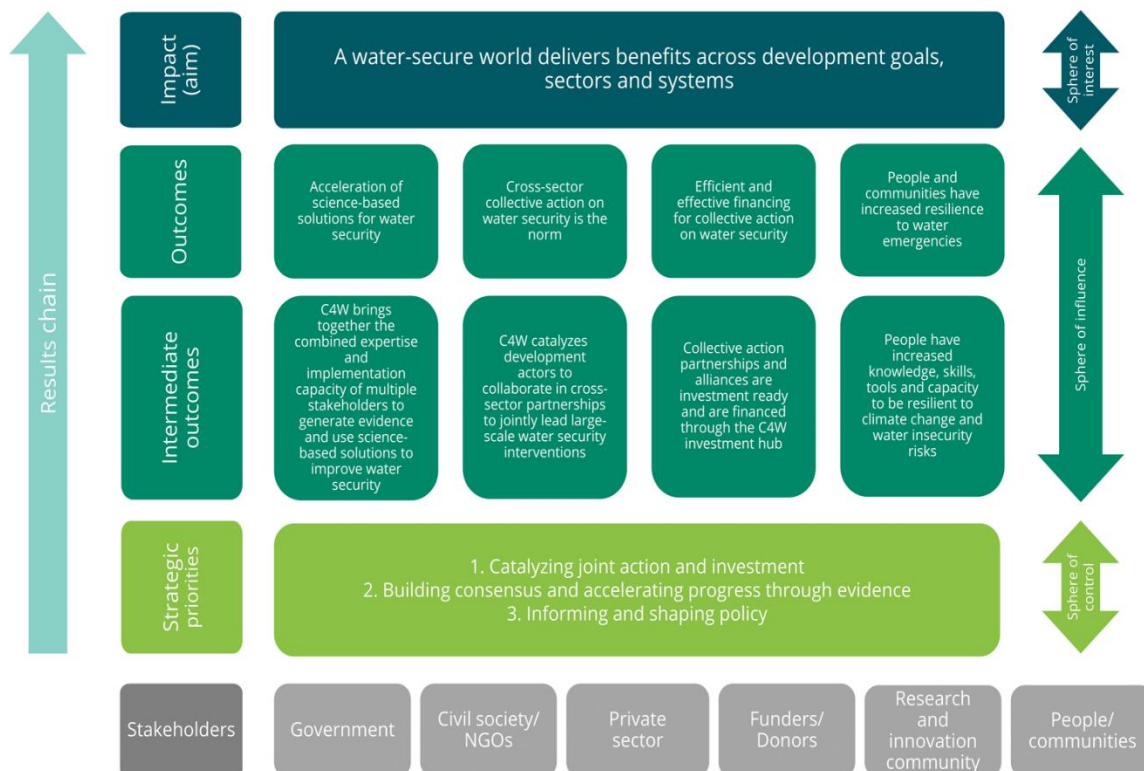 Results chain
Impact
(aim)
A water-secure world delivers benefits across development goals,
sectors and systems
Sphere of
interest
Outcomes
Acceleration of
science-based
solutions for water
security
Cross-sector
collective action on
water security is the
norm
Efficient and
effective financing
for collective action
on water security
People and
communities have
increased resilience
to water
emergencies
Sphere of influence
Intermediate
outcomes
C4W brings
together the
combined expertise
and
implementation
capacity of multiple
stakeholders to
generate evidence
and use science-
based solutions to
improve water
security
C4W catalyzes
development
actors to
collaborate in cross-
sector partnerships
to jointly lead large-
scale water security
interventions
Collective action
partnerships and
alliances are
investment ready
and are financed
through the C4W
investment hub
People have
increased
knowledge, skills,
tools and capacity
to be resilient to
climate change and
water insecurity
risks
Strategic
priorities
1. Catalyzing joint action and investment
2. Building consensus and accelerating progress through evidence
3. Informing and shaping policy
Sphere of
control
Stakeholders
Government
Civil society/
NGOs
Private
sector
Funders/
Donors
Research
and
innovation
community
People/
communities